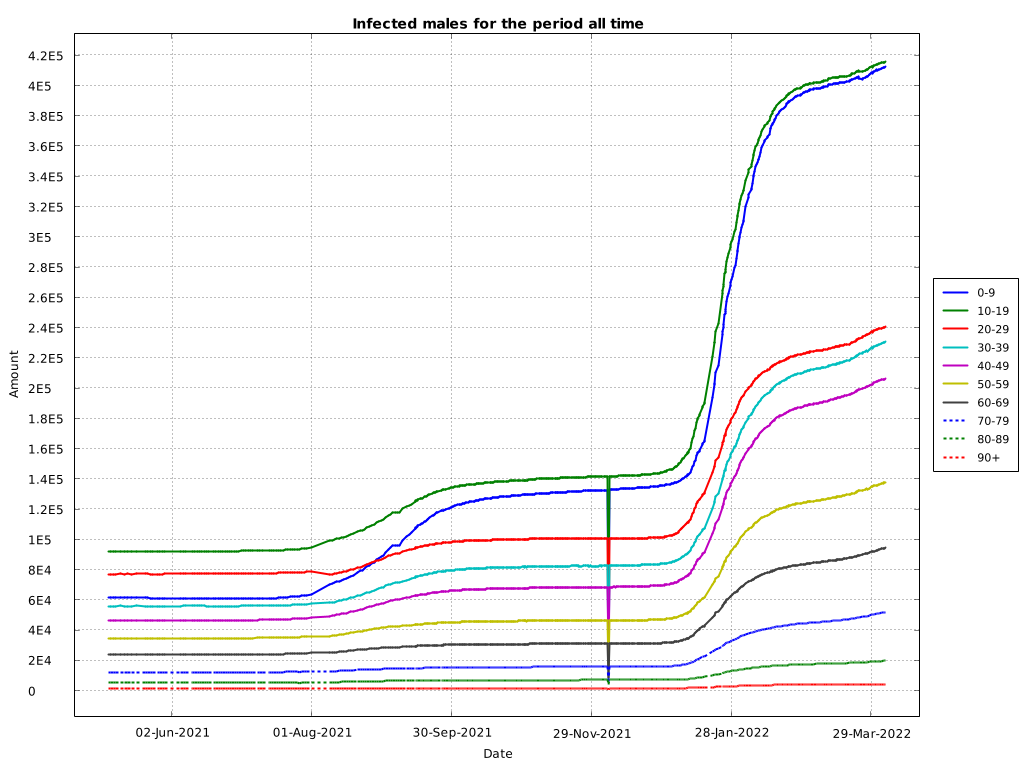 Infected males for the period all time
4.2E5
4E5
3.8E5
3.6E5
3.4E5
3.2E5
3E5
2.8E5
2.6E5
2.4E5
2.2E5
2E5
1.8E5
1.6E5
1.4E5
1.2E5
1E5
8E4
6E4
4E4
2E4
0
Amount
02-Jun-2021 01-Aug-2021 30-Sep-2021 29-Nov-2021 28-Jan-2022 29-Mar-2022
Date
0-9
10-19
20-29
30-39
40-49
50-59
60-69
70-79
80-89
90+